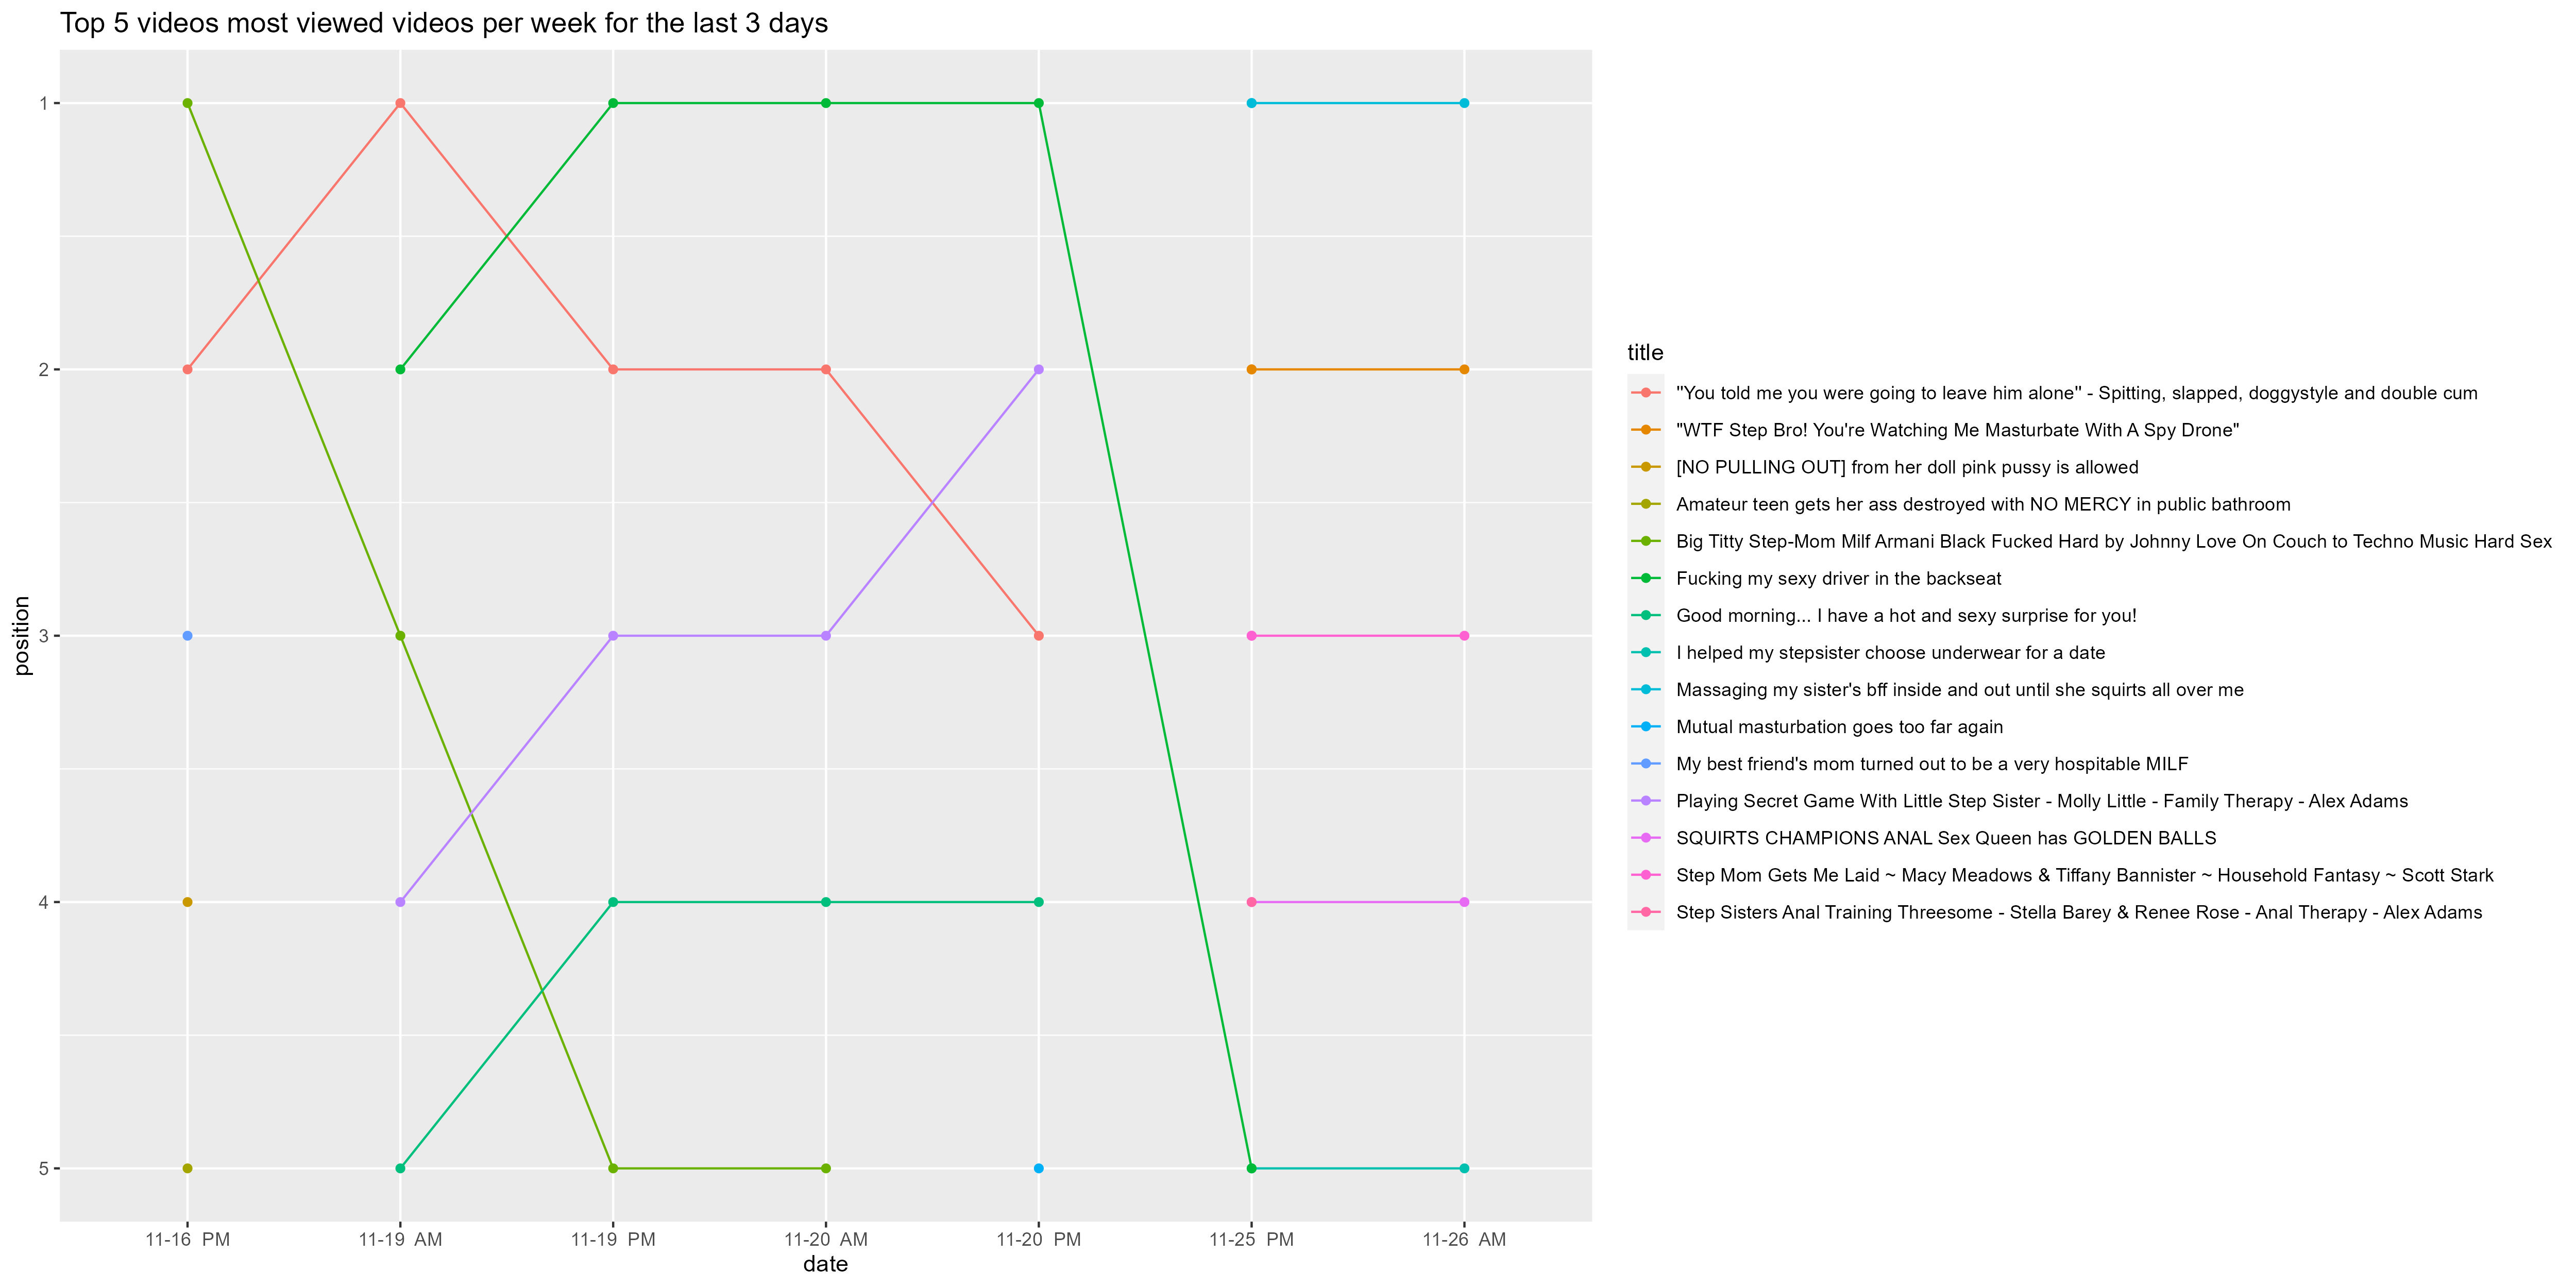 Top 5 videos most viewed videos per week for the last 3 days
position
1
2
3
4
5
11-16 PM
11-19 AM
11-19 PM
11-20 AM
11-20 PM
11-25 PM
11-26 AM
date
title
"You told me you were going to leave him alone" - Spitting, slapped, doggystyle and double cum
"WTF Step Bro! You're Watching Me Masturbate With A Spy Drone"
[NO PULLING OUT] from her doll pink pussy is allowed
Amateur teen gets her ass destroyed with NO MERCY in public bathroom
Big Titty Step-Mom Milf Armani Black Fucked Hard by Johnny Love On Couch to Techno Music Hard Sex
Fucking my sexy driver in the backseat
Good morning... I have a hot and sexy surprise for you!
I helped my stepsister choose underwear for a date
Massaging my sister's bff inside and out until she squirts all over me
Mutual masturbation goes too far again
My best friend's mom turned out to be a very hospitable MILF
Playing Secret Game With Little Step Sister - Molly Little - Family Therapy - Alex Adams
SQUIRTS CHAMPIONS ANAL Sex Queen has GOLDEN BALLS
Step Mom Gets Me Laid ~ Macy Meadows & Tiffany Bannister ~ Household Fantasy ~ Scott Stark
Step Sisters Anal Training Threesome - Stella Barey & Renee Rose - Anal Therapy - Alex Adams